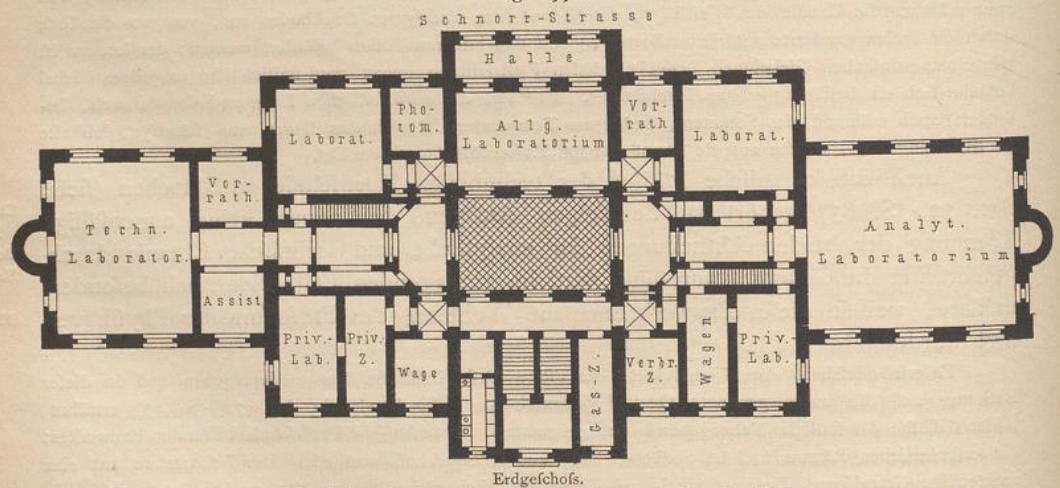 Schnorr-Strasse
Halle
Pho-
tom.
Allg.
Laboratorium
Vor-
rath
Laborat.
Laborat.
Vor-
rath.
Techn.
Laborator.
Analyt.
Laboratorium
Assist.
Priv.-
Lab.
Priv.
Z.
Wage
Gas-Z.
Verbr.
Z.
Wagen
Priv.
Lab.
Erdgeſchoſs.